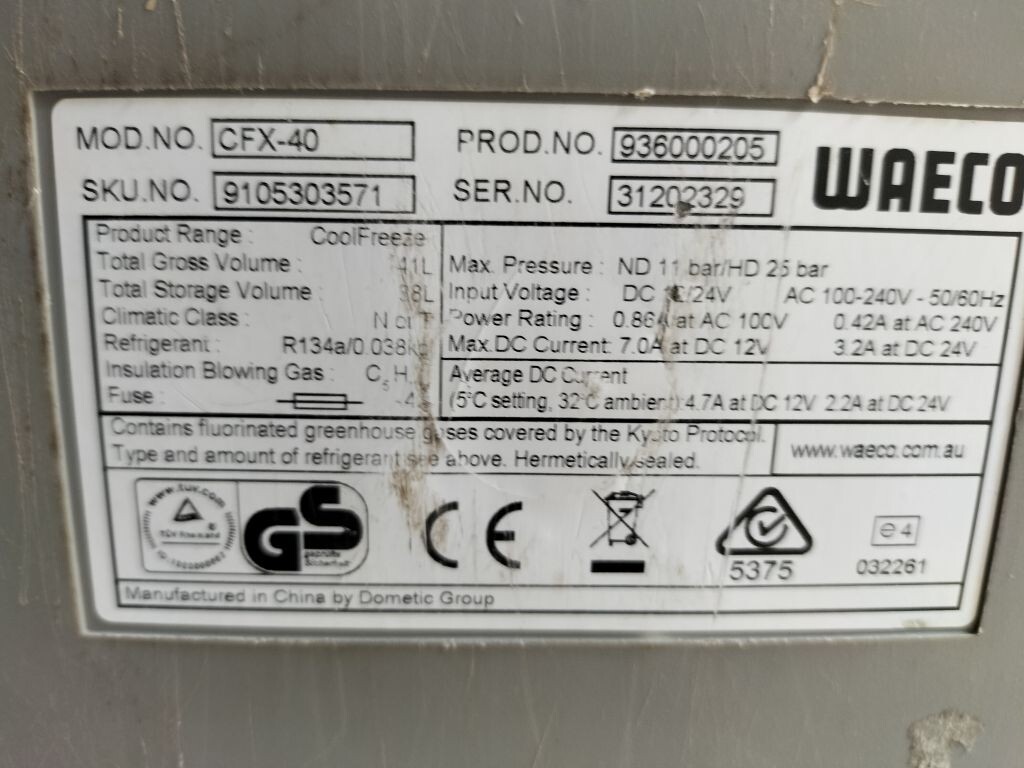 MOD.NO. CFX-40 PROD.NO. 936000205
WAECO
SKU.NO. 9105303571 SER.NO. 31202329
Product Range : CoolFreeze
Total Gross Volume : 41L
Total Storage Volume : 38L
Climatic Class : N T
Refrigerant : R134a/0.038kg
Insulation Blowing Gas : C5H
Fuse :
Max. Pressure : ND 11 bar/HD 25 bar
Input Voltage : DC 12/24V AC 100-240V - 50/60Hz
Power Rating : 0.86A at AC 100V 0.42A at AC 240V
Max.DC Current: 7.0A at DC 12V 3.2A at DC 24V
Average DC Current
(5°C setting, 32°C ambient): 4.7A at DC 12V 2.2A at DC 24V
Contains fluorinated greenhouse gases covered by the Kyoto Protocol.
Type and amount of refrigerant see above. Hermetically sealed.
www.waeco.com.au
www.tuv.com
TÜV Rheinland
GS
geprüfte
Sicherheit
CE
5375
e4
032261
Manufactured in China by Dometic Group